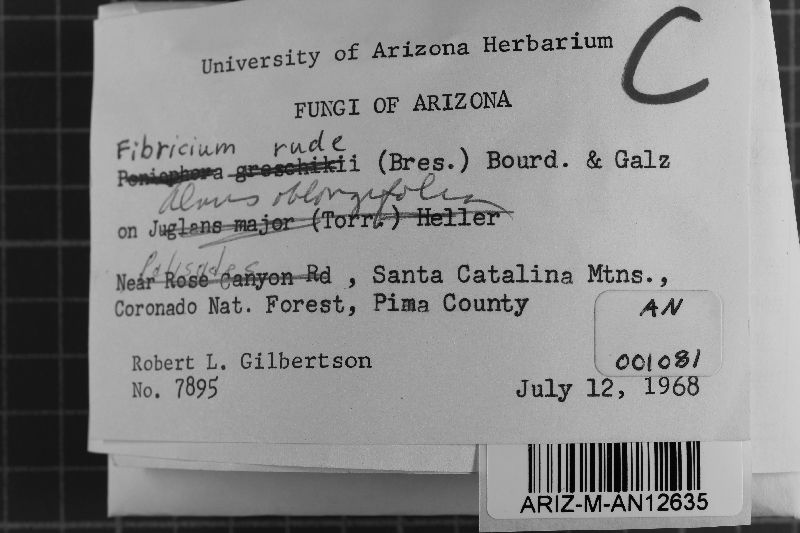 University of Arizona Herbarium
C
FUNGI OF ARIZONA
Fibricium rude
Peniophora greschikii (Bres.) Bourd. & Galz
Alnus oblongifolia
on Juglans major (Torr.) Heller
Palisades
Near Rose Canyon Rd , Santa Catalina Mtns.,
Coronado Nat. Forest, Pima County
AN
001081
Robert L. Gilbertson
No. 7895
July 12, 1968
ARIZ-M-AN12635